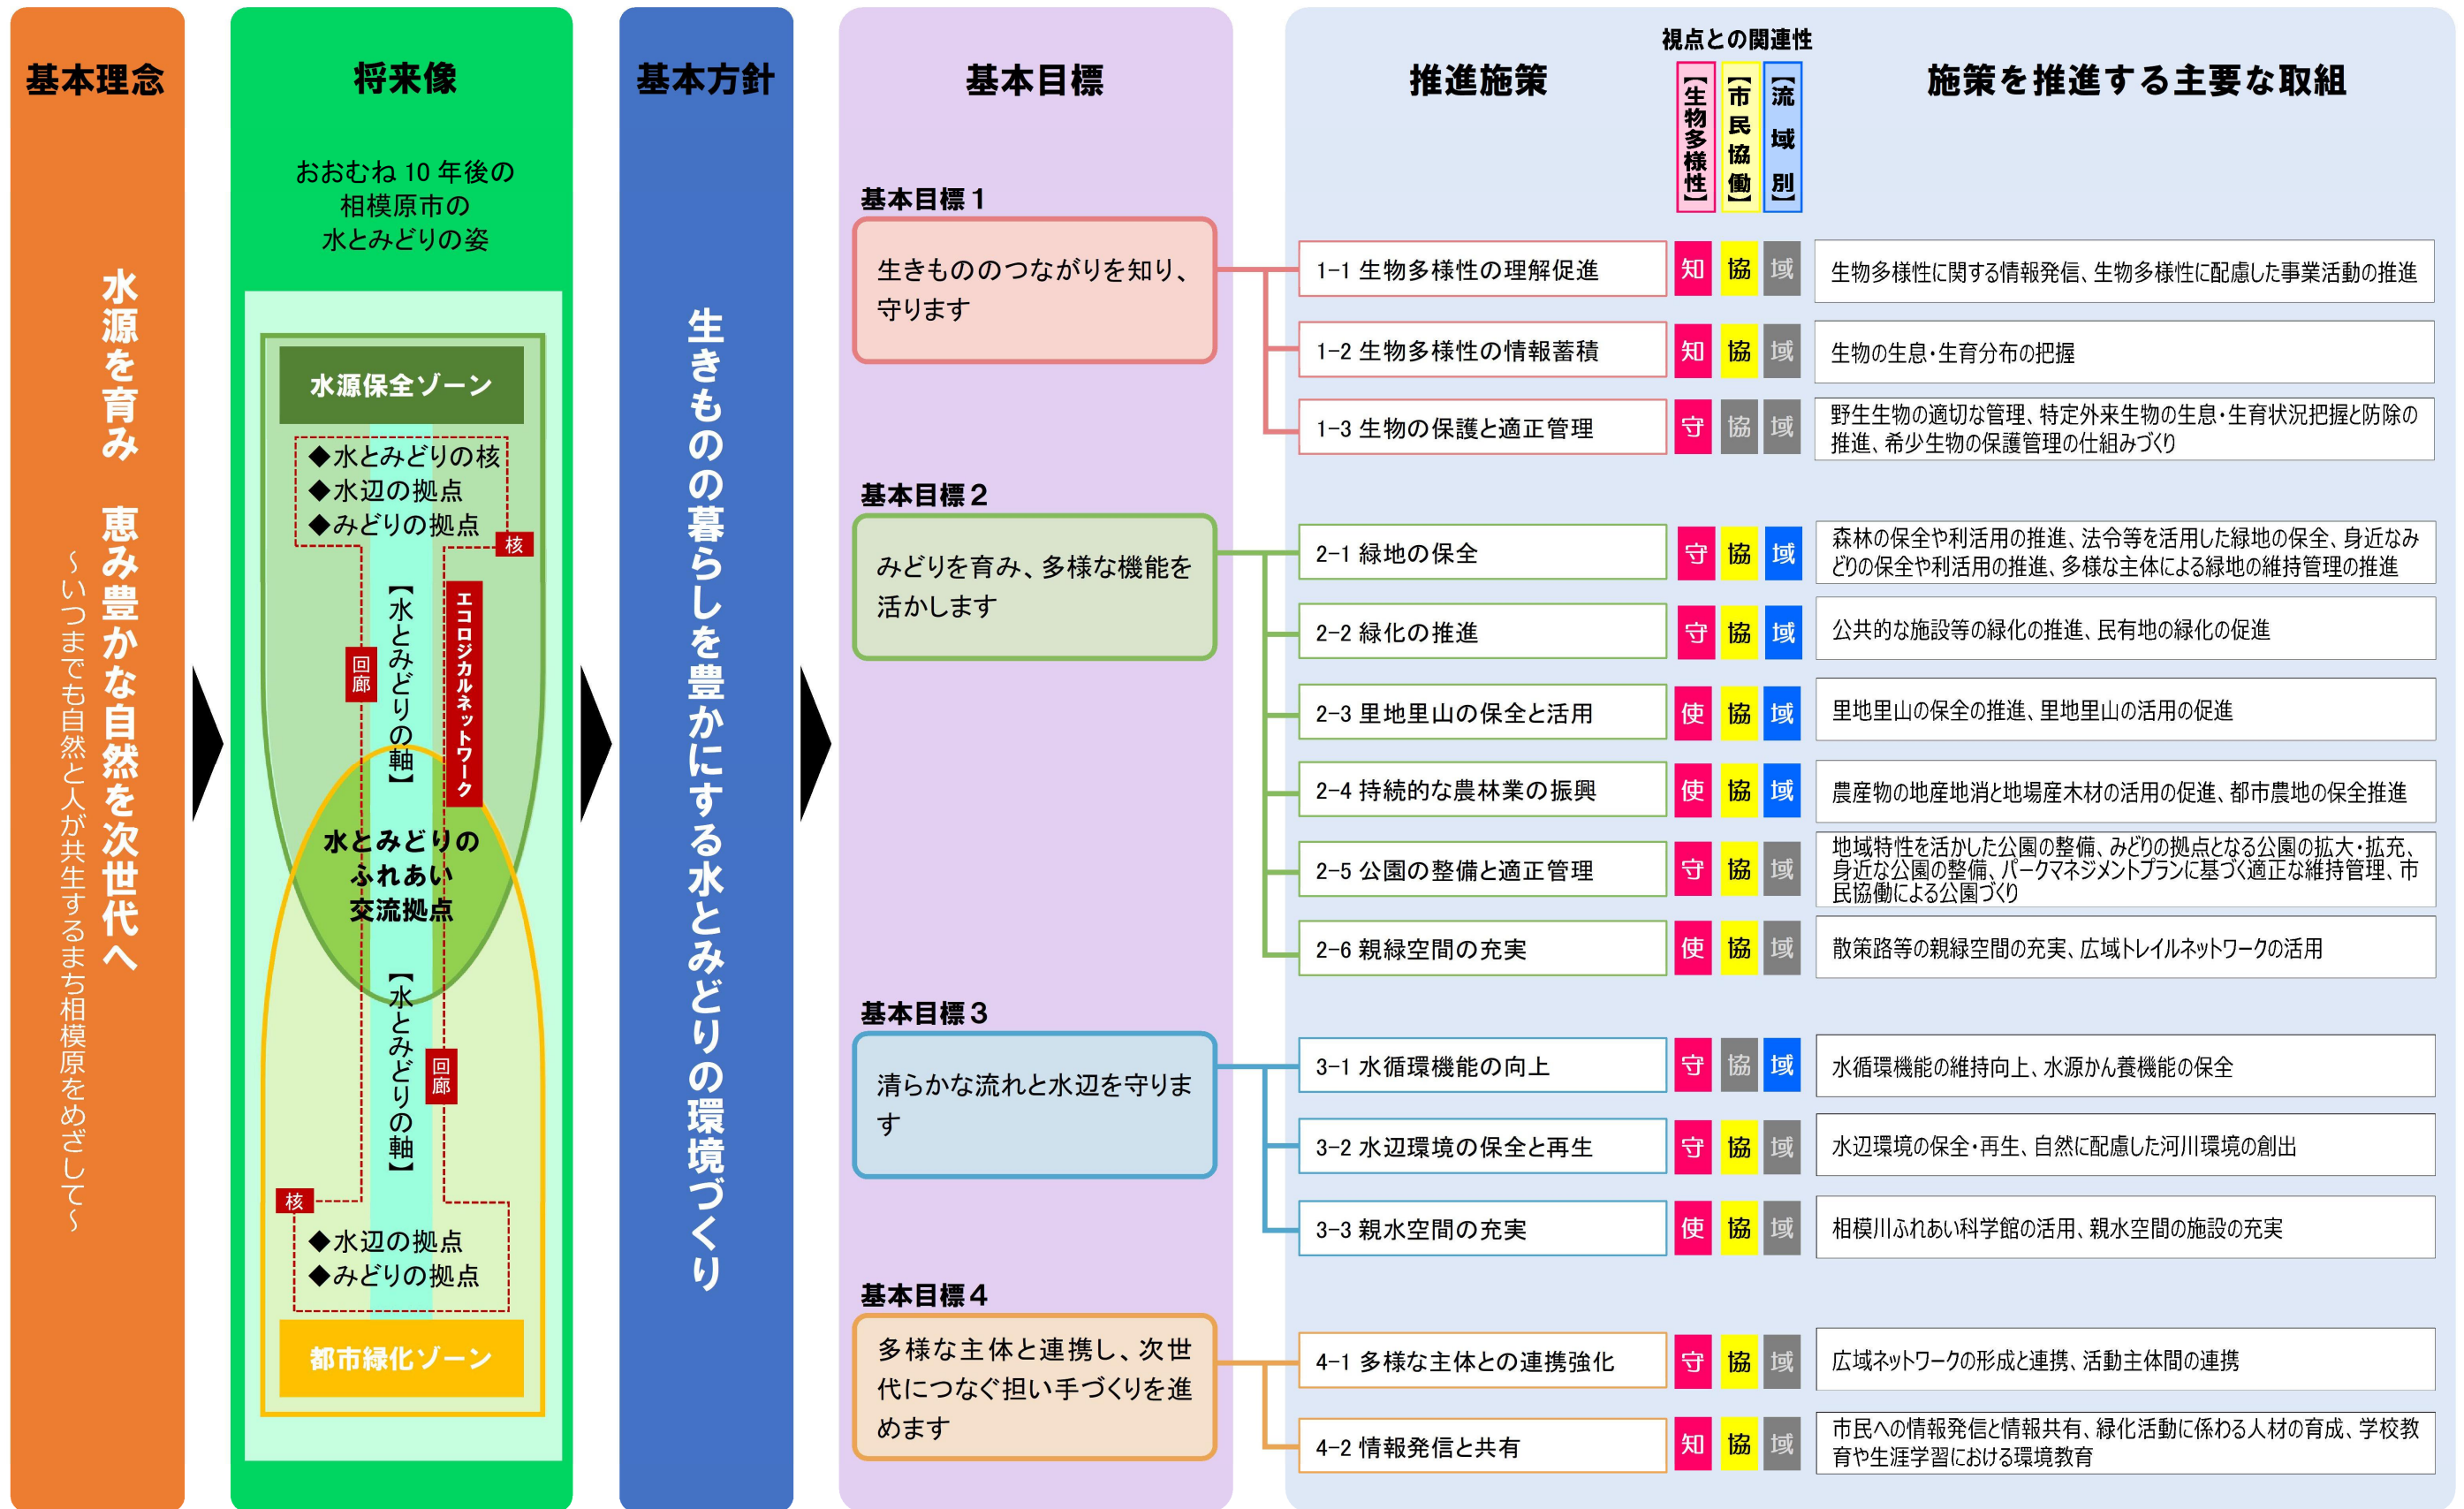 基本理念
水源を育み 恵み豊かな自然を次世代へ
～いつまでも自然と人が共生するまち相模原をめざして～
将来像
おおむね 10 年後の
相模原市の
水とみどりの姿
水源保全ゾーン
◆水とみどりの核
◆水辺の拠点
◆みどりの拠点
核
【水とみどりの軸】
エコロジカルネットワーク
回廊
水とみどりの
ふれあい
交流拠点
【水とみどりの軸】
回廊
核
◆水辺の拠点
◆みどりの拠点
都市緑化ゾーン
基本方針
生きものの暮らしを豊かにする水とみどりの環境づくり
基本目標
基本目標１
生きもののつながりを知り、
守ります
基本目標２
みどりを育み、多様な機能を
活かします
基本目標３
清らかな流れと水辺を守りま
す
基本目標４
多様な主体と連携し、次世
代につなぐ担い手づくりを進
めます
推進施策
視点との関連性
【生物多様性】
【市民協働】
【流域別】
施策を推進する主要な取組
1-1 生物多様性の理解促進
知 協 域
生物多様性に関する情報発信、生物多様性に配慮した事業活動の推進
1-2 生物多様性の情報蓄積
知 協 域
生物の生息・生育分布の把握
1-3 生物の保護と適正管理
守 協 域
野生生物の適切な管理、特定外来生物の生息・生育状況把握と防除の
推進、希少生物の保護管理の仕組みづくり
2-1 緑地の保全
守 協 域
森林の保全や利活用の推進、法令等を活用した緑地の保全、身近なみ
どりの保全や利活用の推進、多様な主体による緑地の維持管理の推進
2-2 緑化の推進
守 協 域
公共的な施設等の緑化の推進、民有地の緑化の促進
2-3 里地里山の保全と活用
使 協 域
里地里山の保全の推進、里地里山の活用の促進
2-4 持続的な農林業の振興
使 協 域
農産物の地産地消と地場産木材の活用の促進、都市農地の保全推進
2-5 公園の整備と適正管理
守 協 域
地域特性を活かした公園の整備、みどりの拠点となる公園の拡大・拡充、
身近な公園の整備、パークマネジメントプランに基づく適正な維持管理、市
民協働による公園づくり
2-6 親緑空間の充実
使 協 域
散策路等の親緑空間の充実、広域トレイルネットワークの活用
3-1 水循環機能の向上
守 協 域
水循環機能の維持向上、水源かん養機能の保全
3-2 水辺環境の保全と再生
守 協 域
水辺環境の保全・再生、自然に配慮した河川環境の創出
3-3 親水空間の充実
使 協 域
相模川ふれあい科学館の活用、親水空間の施設の充実
4-1 多様な主体との連携強化
守 協 域
広域ネットワークの形成と連携、活動主体間の連携
4-2 情報発信と共有
知 協 域
市民への情報発信と情報共有、緑化活動に係わる人材の育成、学校教
育や生涯学習における環境教育